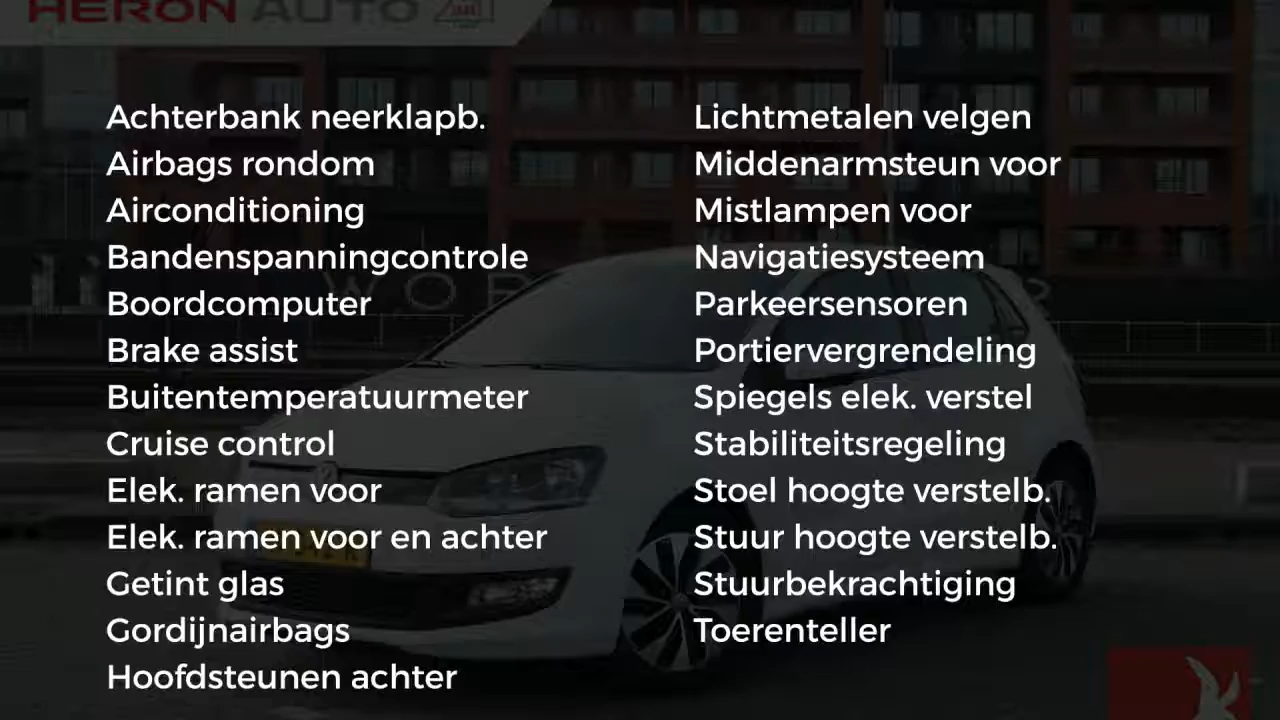 HERON AUTO
Achterbank neerklapb.
Airbags rondom
Airconditioning
Bandenspanningcontrole
Boordcomputer
Brake assist
Buitentemperatuurmeter
Cruise control
Elek. ramen voor
Elek. ramen voor en achter
Getint glas
Gordijnairbags
Hoofdsteunen achter
Lichtmetalen velgen
Middenarmsteun voor
Mistlampen voor
Navigatiesysteem
Parkeersensoren
Portiervergrendeling
Spiegels elek. verstel
Stabiliteitsregeling
Stoel hoogte verstelb.
Stuur hoogte verstelb.
Stuurbekrachtiging
Toerenteller